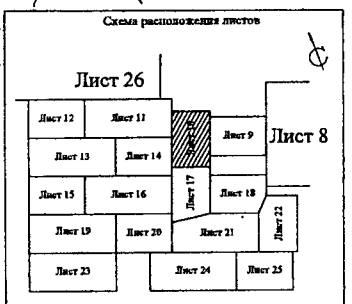 Схема расположения листов
Лист 26
Лист 12
Лист 11
Лист 9
Лист 8
Лист 13
Лист 14
Лист 17
Лист 15
Лист 16
Лист 18
Лист 19
Лист 20
Лист 21
Лист 22
Лист 23
Лист 24
Лист 25